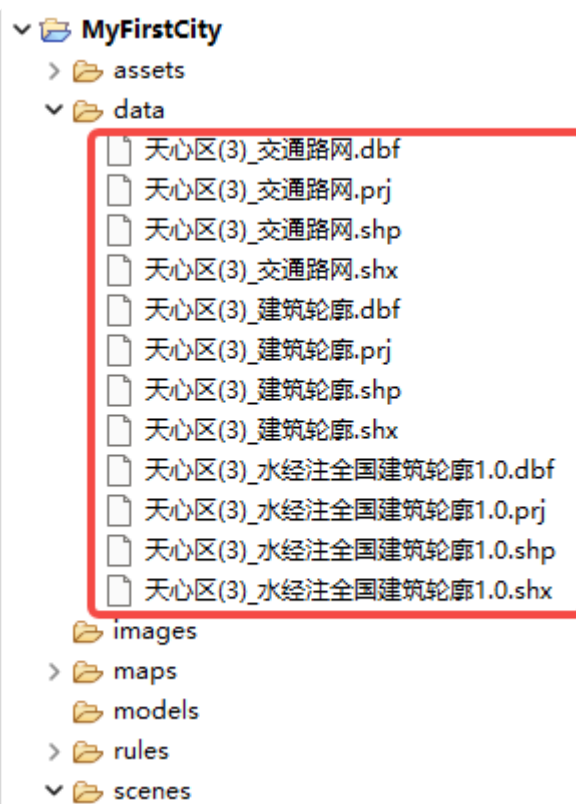 MyFirstCity
assets
data
天心区(3)_交通路网.dbf
天心区(3)_交通路网.prj
天心区(3)_交通路网.shp
天心区(3)_交通路网.shx
天心区(3)_建筑轮廓.dbf
天心区(3)_建筑轮廓.prj
天心区(3)_建筑轮廓.shp
天心区(3)_建筑轮廓.shx
天心区(3)_水经注全国建筑轮廓1.0.dbf
天心区(3)_水经注全国建筑轮廓1.0.prj
天心区(3)_水经注全国建筑轮廓1.0.shp
天心区(3)_水经注全国建筑轮廓1.0.shx
images
maps
models
rules
scenes